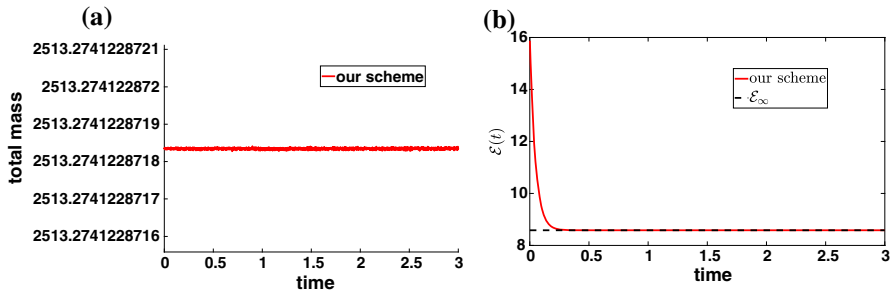 (a)
total mass
2513.2741228721
2513.274122872
2513.2741228719
2513.2741228718
2513.2741228717
2513.2741228716
our scheme
0 0.5 1 1.5 2 2.5 3
time
(b)
ℰ(t)
16
14
12
10
8
our scheme
ℰ∞
0 0.5 1 1.5 2 2.5 3
time